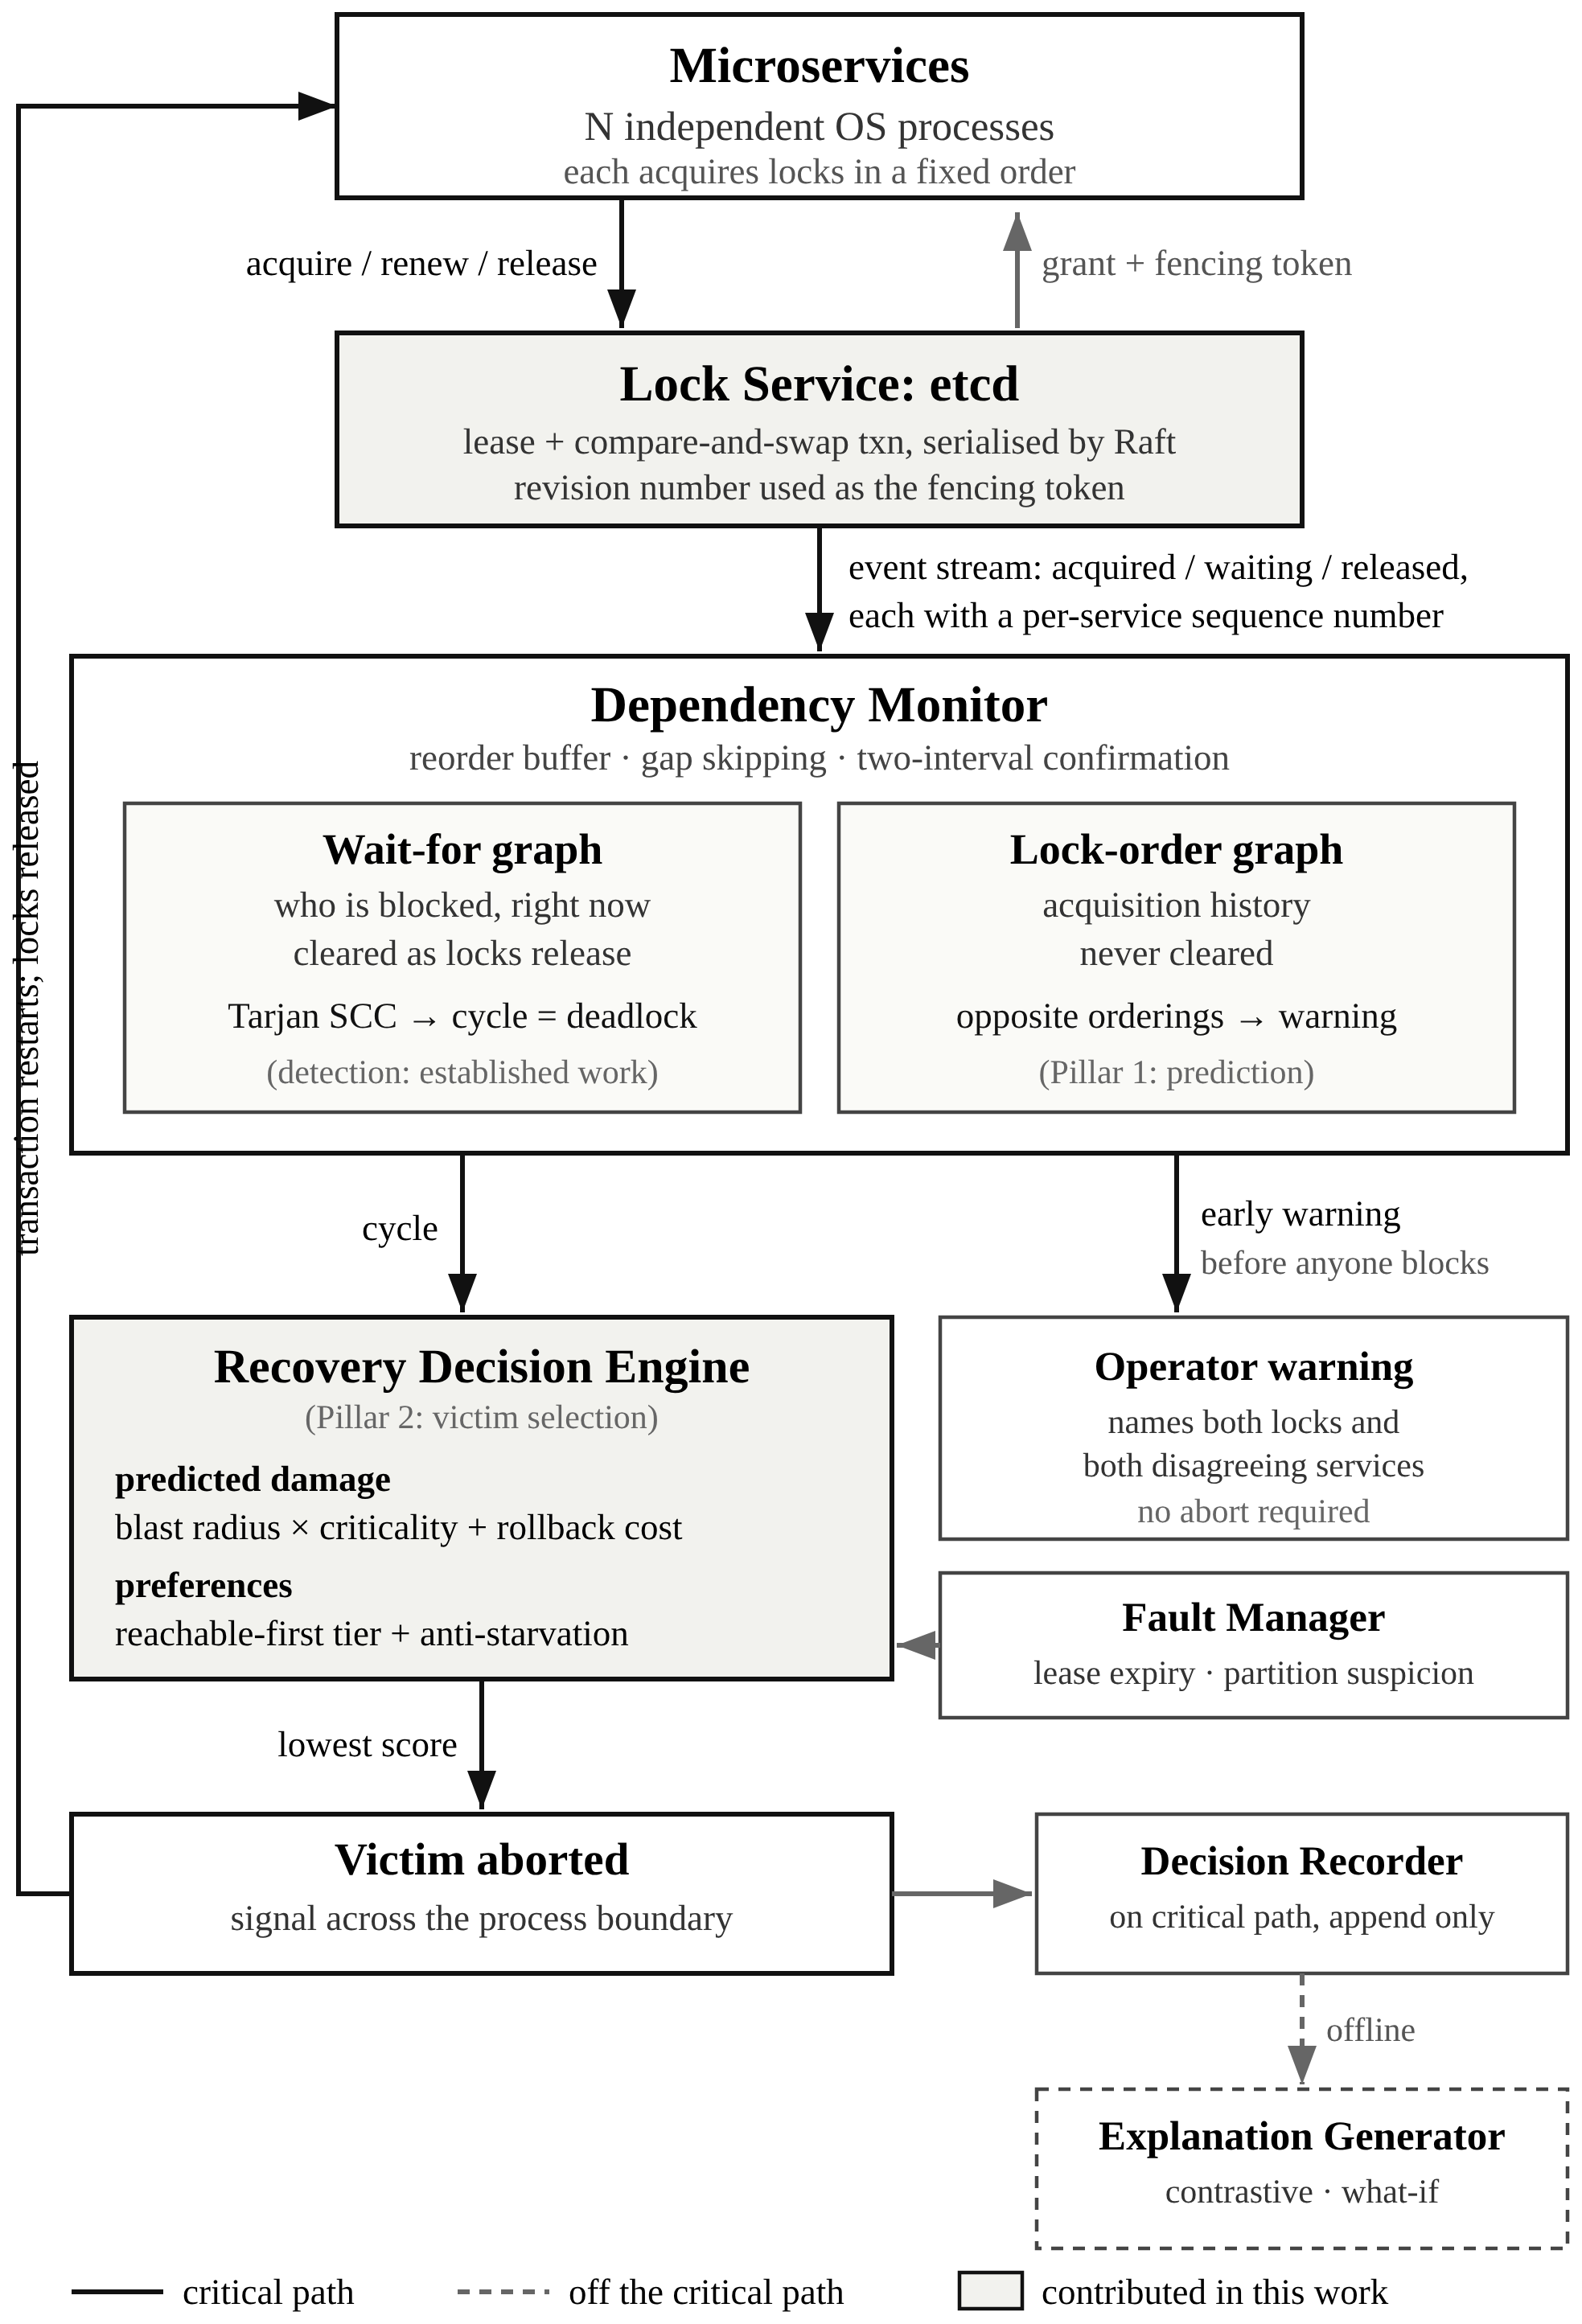 Microservices
N independent OS processes
each acquires locks in a fixed order
acquire / renew / release
grant + fencing token
Lock Service: etcd
lease + compare-and-swap txn, serialised by Raft
revision number used as the fencing token
event stream: acquired / waiting / released,
each with a per-service sequence number
Dependency Monitor
reorder buffer · gap skipping · two-interval confirmation
Wait-for graph
who is blocked, right now
cleared as locks release
Tarjan SCC → cycle = deadlock
(detection: established work)
Lock-order graph
acquisition history
never cleared
opposite orderings → warning
(Pillar 1: prediction)
transaction restarts; locks released
cycle
early warning
before anyone blocks
Recovery Decision Engine
(Pillar 2: victim selection)
predicted damage
blast radius × criticality + rollback cost
preferences
reachable-first tier + anti-starvation
Operator warning
names both locks and
both disagreeing services
no abort required
Fault Manager
lease expiry · partition suspicion
lowest score
Victim aborted
signal across the process boundary
Decision Recorder
on critical path, append only
offline
Explanation Generator
contrastive · what-if
critical path
off the critical path
contributed in this work